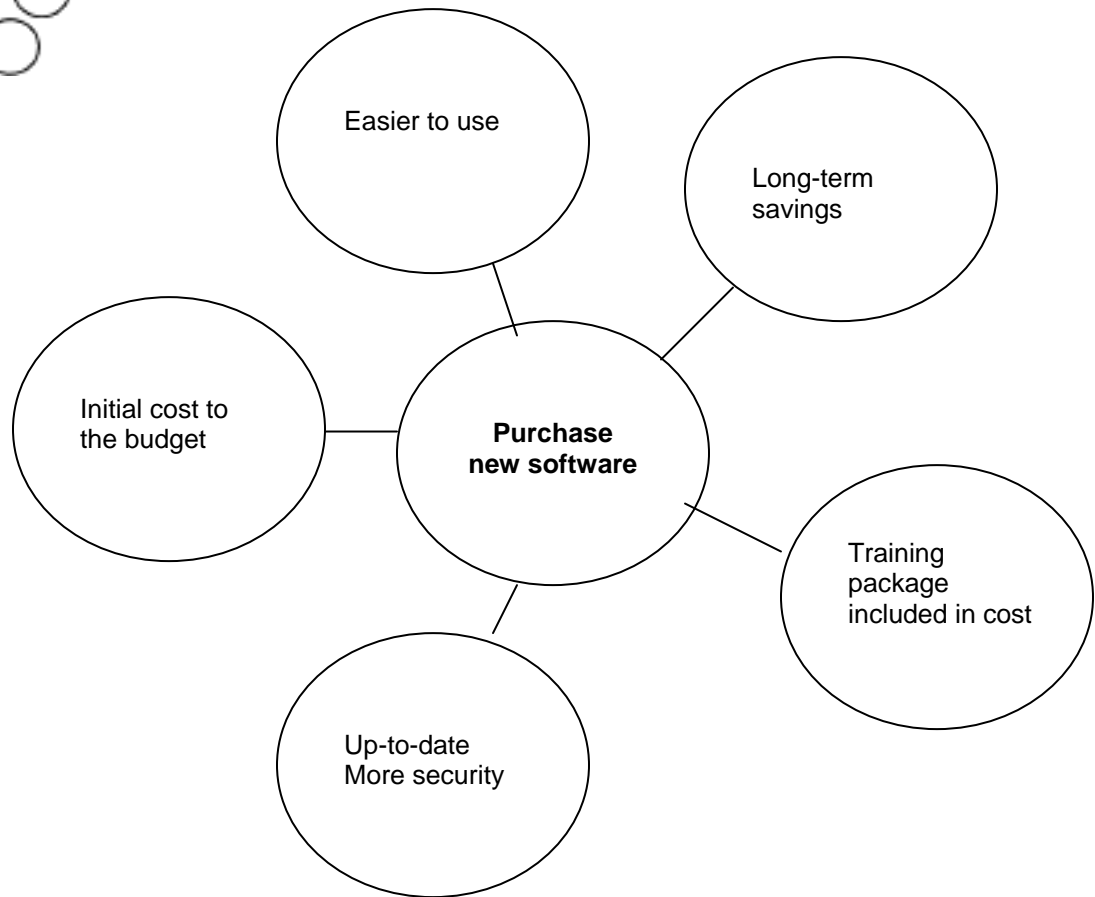 Easier to use
Long-term
savings
Initial cost to
the budget
Purchase
new software
Training
package
included in cost
Up-to-date
More security